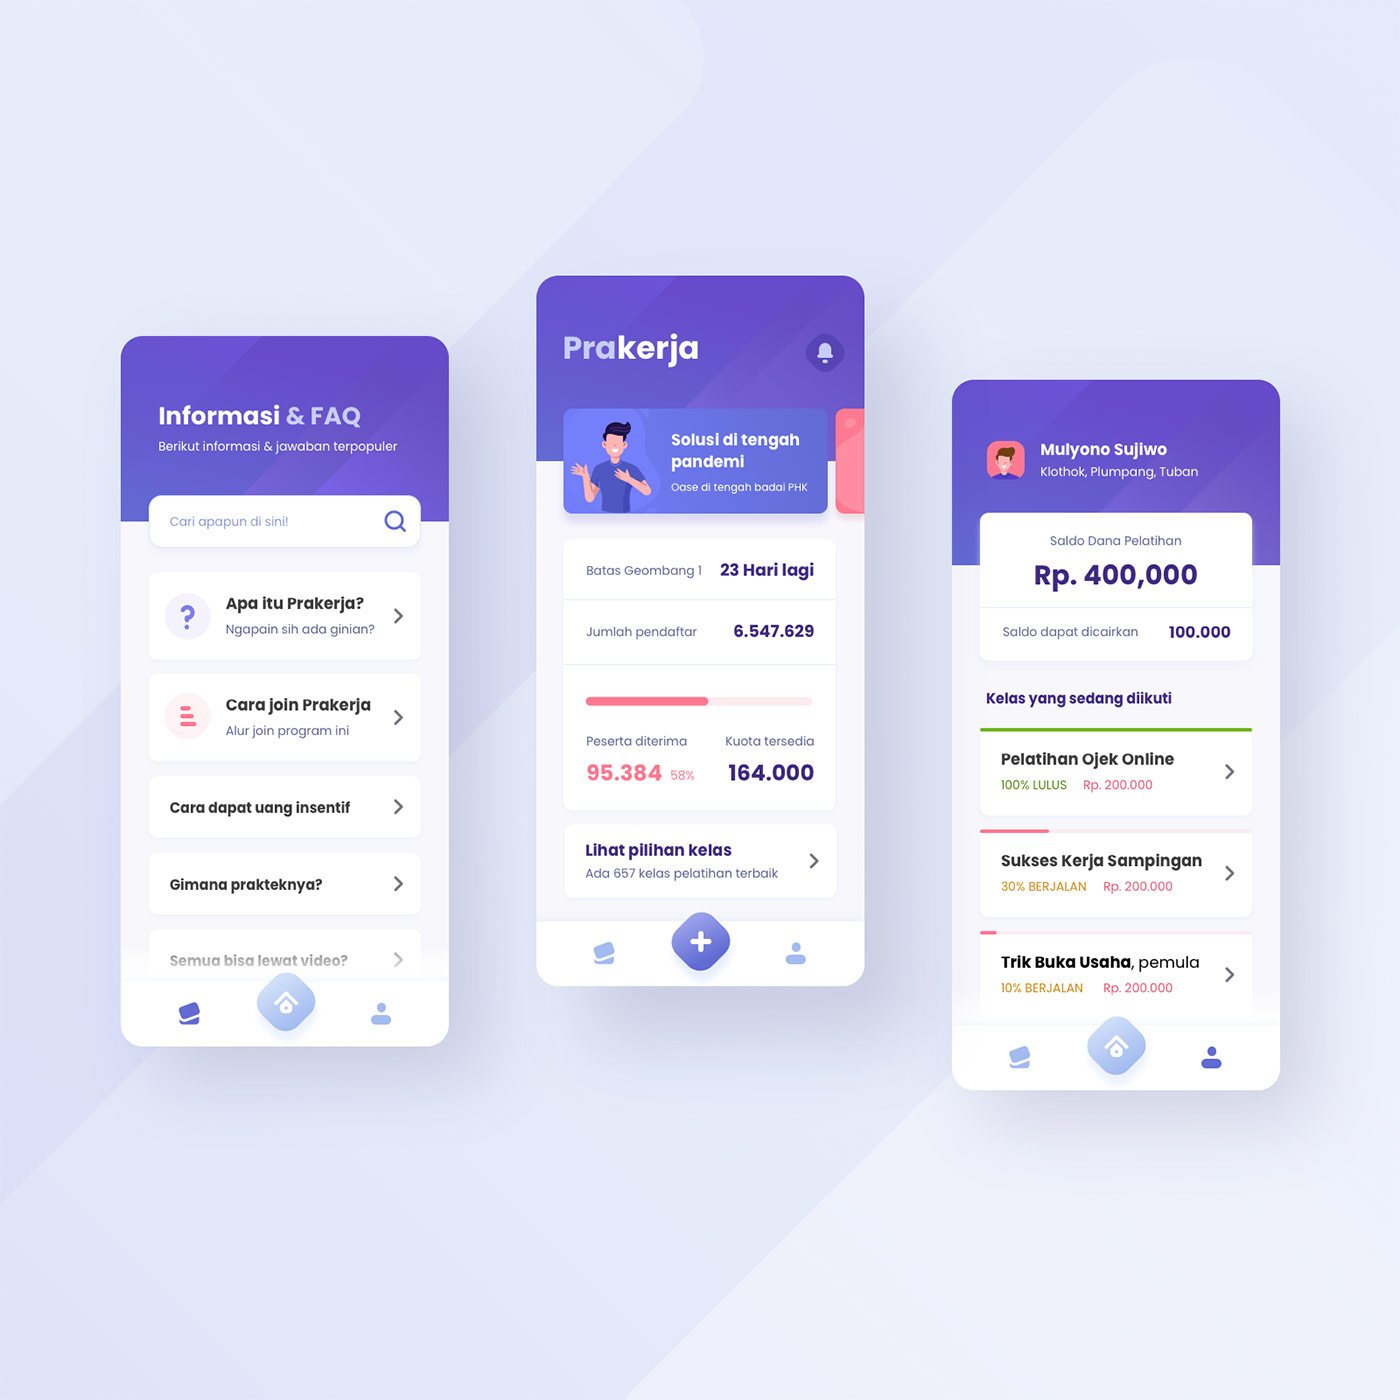 Informasi & FAQ
Berikut informasi & jawaban terpopuler
Cari apapun di sini!
Apa itu Prakerja?
Ngapain sih ada ginian?
Cara join Prakerja
Alur join program ini
Cara dapat uang insentif
Gimana prakteknya?
Semua bisa lewat video?
Prakerja
Solusi di tengah
pandemi
Oase di tengah badai PHK
Batas Geombang 1 23 Hari lagi
Jumlah pendaftar 6.547.629
Peserta diterima Kuota tersedia
95.384 58% 164.000
Lihat pilihan kelas
Ada 657 kelas pelatihan terbaik
Mulyono Sujiwo
Klothok, Plumpang, Tuban
Saldo Dana Pelatihan
Rp. 400,000
Saldo dapat dicairkan 100.000
Kelas yang sedang diikuti
Pelatihan Ojek Online
100% LULUS Rp. 200.000
Sukses Kerja Sampingan
30% BERJALAN Rp. 200.000
Trik Buka Usaha, pemula
10% BERJALAN Rp. 200.000